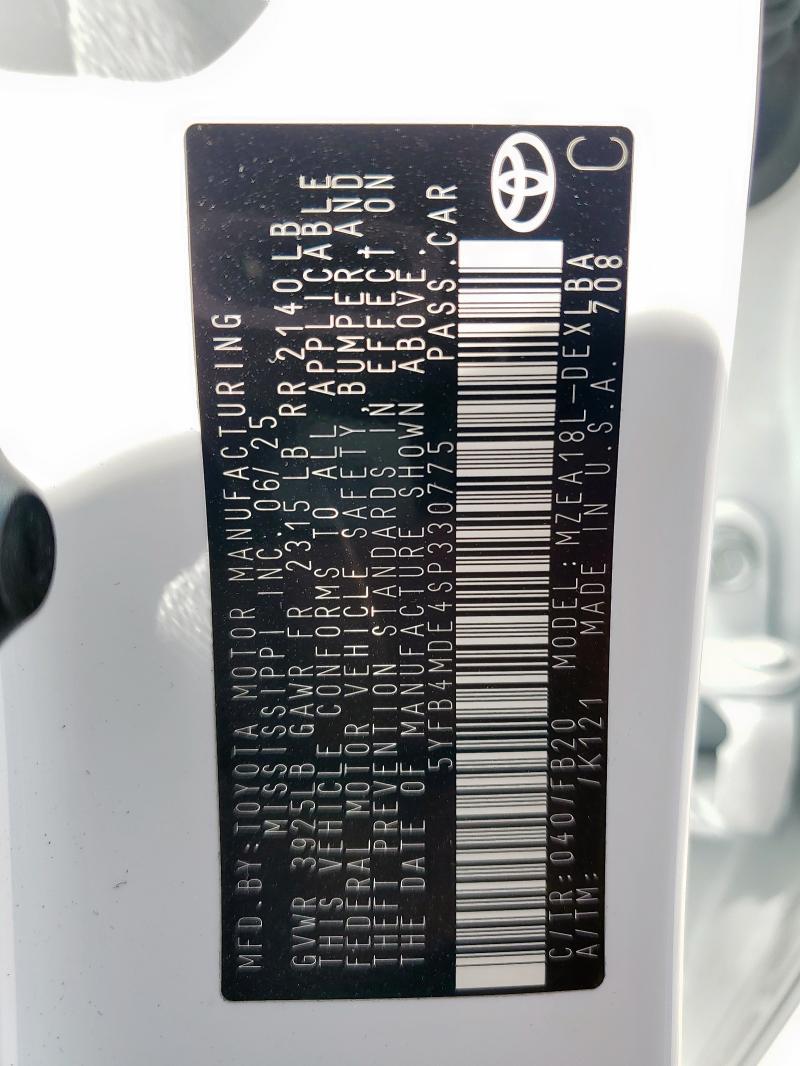 MFD.BY:TOYOTA MOTOR MANUFACTURING
MISSISSIPPI INC. 06/25
GVWR 3925LB GAWR FR 2315 LB RR 2140LB
THIS VEHICLE CONFORMS TO ALL APPLICABLE
FEDERAL MOTOR VEHICLE SAFETY, BUMPER, AND
THEFT PREVENTION STANDARDS IN EFFECT ON
THE DATE OF MANUFACTURE SHOWN ABOVE.
5YFB4MDE4SP330775 PASS.CAR
C/TR:040/FB20 MODEL:MZEA18L-DEXLBA
A/TM: /K121 MADE IN U.S.A. 708
C